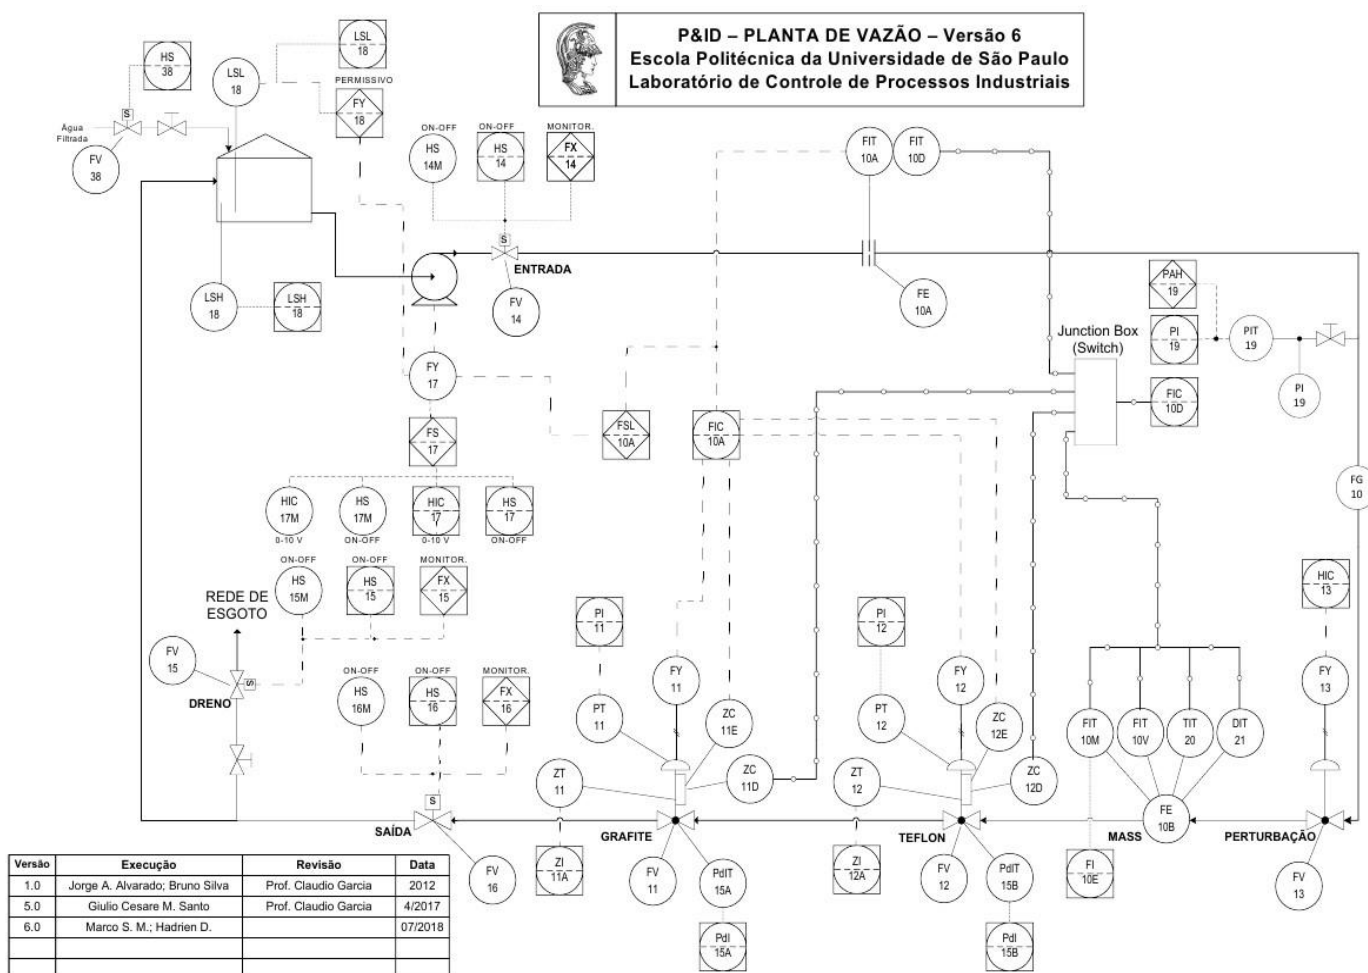 P&ID – PLANTA DE VAZÃO – Versão 6
Escola Politécnica da Universidade de São Paulo
Laboratório de Controle de Processos Industriais
HS
38
LSL
18
LSL
18
PERMISSIVO
FY
18
Água
Filtrada
FV
38
ON-OFF
HS
14M
ON-OFF
HS
14
MONITOR.
FX
14
FIT
10A
FIT
10D
ENTRADA
FV
14
LSH
18
LSH
18
FE
10A
PAH
19
PI
19
PIT
19
PI
19
Junction Box
(Switch)
FIC
10D
FY
17
FS
17
FSL
10A
FIC
10A
FG
10
HIC
17M
0-10 V
HS
17M
ON-OFF
HIC
17
0-10 V
HS
17
ON-OFF
ON-OFF
HS
15M
ON-OFF
HS
15
MONITOR.
FX
15
REDE DE
ESGOTO
FV
15
DRENO
PI
11
PI
12
HIC
13
ON-OFF
HS
16M
ON-OFF
HS
16
MONITOR.
FX
16
FY
11
PT
11
ZC
11E
ZC
11D
ZT
11
FY
12
PT
12
ZC
12E
ZC
12D
ZT
12
FY
13
FIT
10M
FIT
10V
TIT
20
DIT
21
FE
10B
SAÍDA
GRAFITE
TEFLON
MASS
PERTURBAÇÃO
FV
16
ZI
11A
FV
11
PdIT
15A
PdI
15A
ZI
12A
FV
12
PdIT
15B
PdI
15B
FI
10E
FV
13
Versão Execução Revisão Data
1.0 Jorge A. Alvarado; Bruno Silva Prof. Claudio Garcia 2012
5.0 Giulio Cesare M. Santo Prof. Claudio Garcia 4/2017
6.0 Marco S. M.; Hadrien D. 07/2018
S
S
S
S